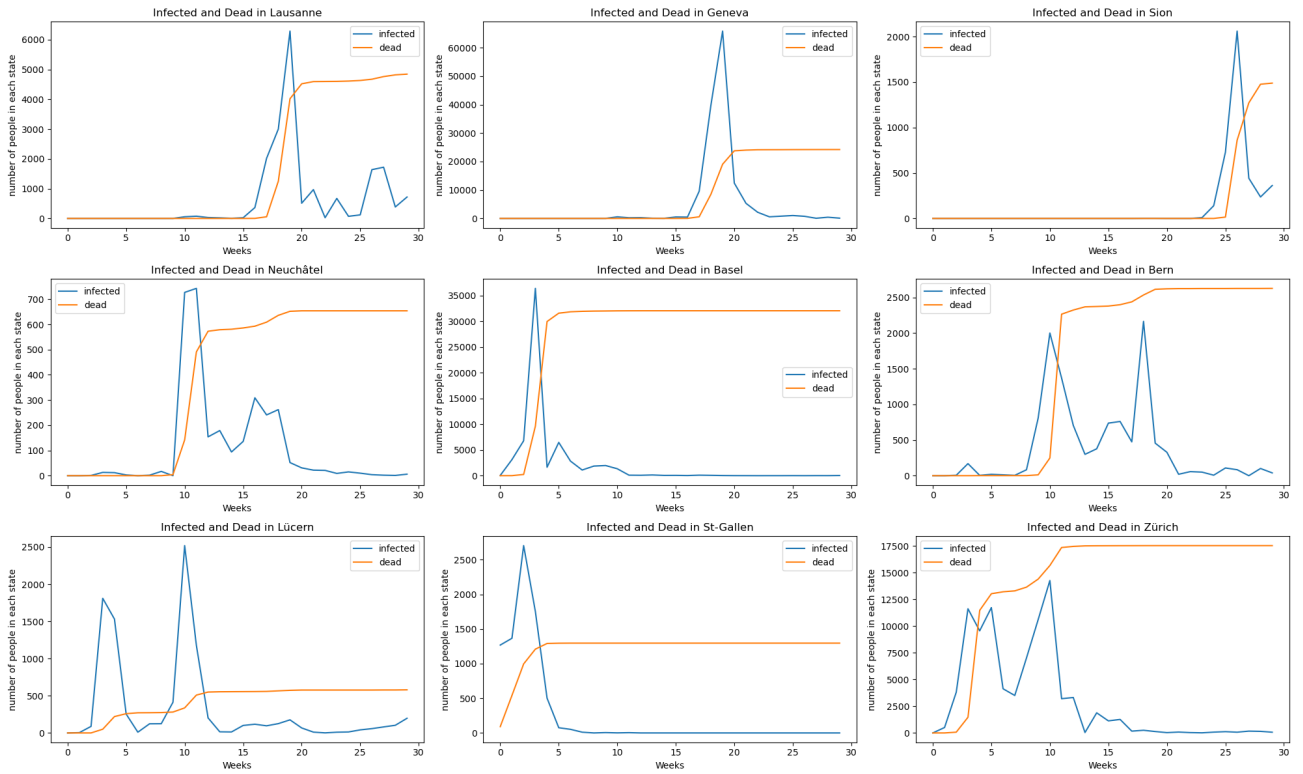 Infected and Dead in Lausanne
number of people in each state
6000
5000
4000
3000
2000
1000
0
infected
dead
0 5 10 15 20 25 30
Weeks
Infected and Dead in Geneva
number of people in each state
60000
50000
40000
30000
20000
10000
0
infected
dead
0 5 10 15 20 25 30
Weeks
Infected and Dead in Sion
number of people in each state
2000
1500
1000
500
0
infected
dead
0 5 10 15 20 25 30
Weeks
Infected and Dead in Neuchâtel
number of people in each state
700
600
500
400
300
200
100
0
infected
dead
0 5 10 15 20 25 30
Weeks
Infected and Dead in Basel
number of people in each state
35000
30000
25000
20000
15000
10000
5000
0
infected
dead
0 5 10 15 20 25 30
Weeks
Infected and Dead in Bern
number of people in each state
2500
2000
1500
1000
500
0
infected
dead
0 5 10 15 20 25 30
Weeks
Infected and Dead in Lücern
number of people in each state
2500
2000
1500
1000
500
0
infected
dead
0 5 10 15 20 25 30
Weeks
Infected and Dead in St-Gallen
number of people in each state
2500
2000
1500
1000
500
0
infected
dead
0 5 10 15 20 25 30
Weeks
Infected and Dead in Zürich
number of people in each state
17500
15000
12500
10000
7500
5000
2500
0
infected
dead
0 5 10 15 20 25 30
Weeks